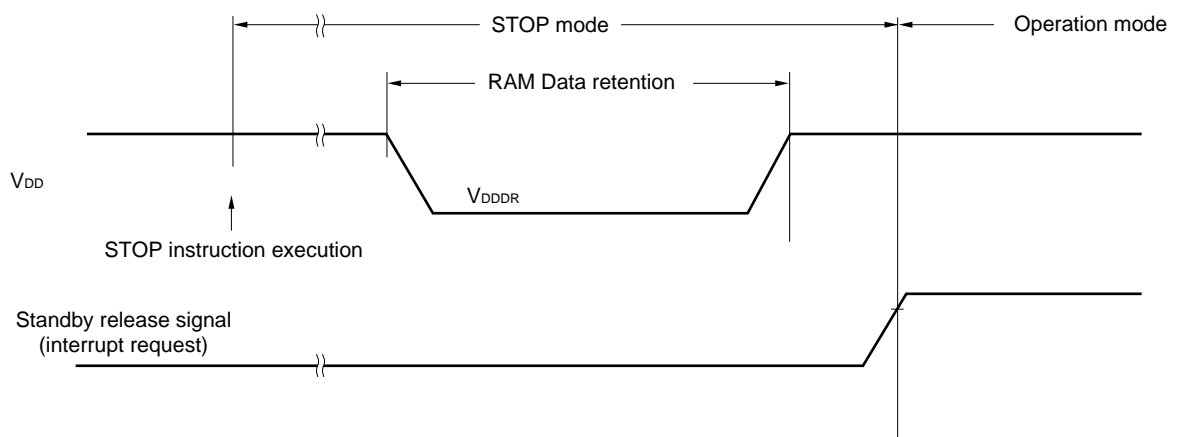 STOP mode
Operation mode
RAM Data retention
VDD
VDDDR
STOP instruction execution
Standby release signal
(interrupt request)